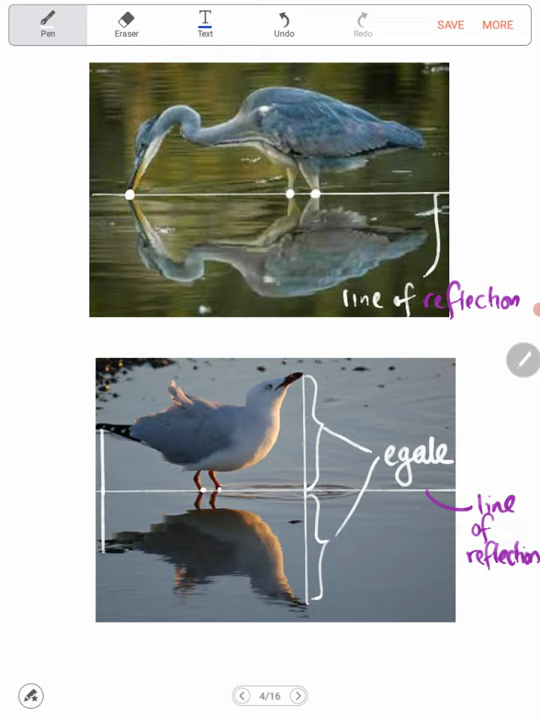 Pen
Eraser
Text
Undo
Redo
SAVE
MORE
line of reflection
egale
line
of
reflection
4/16